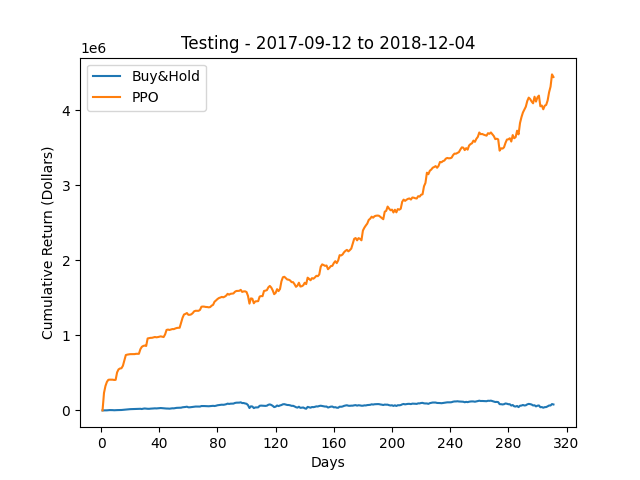 Testing - 2017-09-12 to 2018-12-04
1e6
Buy&Hold
PPO
Cumulative Return (Dollars)
4
3
2
1
0
0 40 80 120 160 200 240 280 320
Days